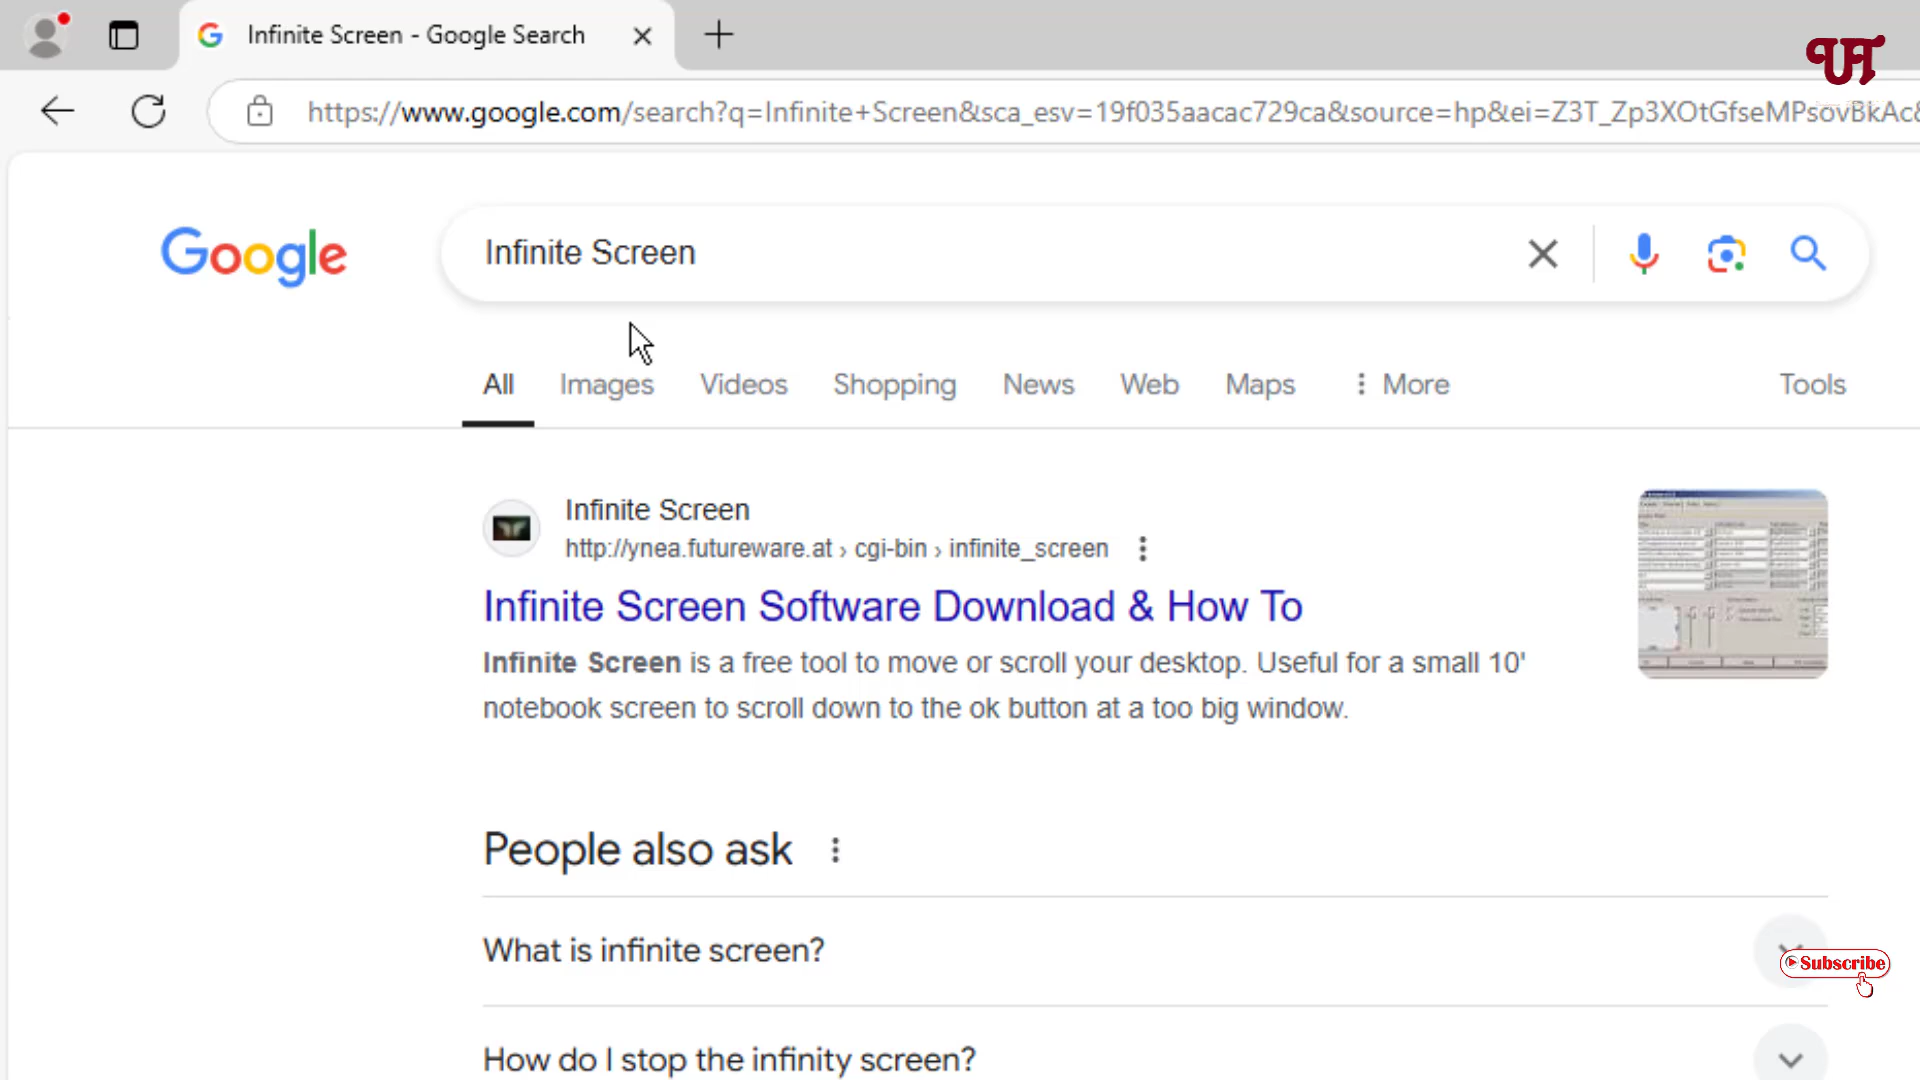 Infinite Screen - Google Search
UA
https://www.google.com/search?q=Infinite+Screen&sca_esv=19f035aacac729ca&source=hp&ei=Z3T_Zp3XOtGfseMPsovBkAc&
Google
Infinite Screen
All Images Videos Shopping News Web Maps More Tools
Infinite Screen
http://ynea.futureware.at › cgi-bin › infinite_screen
Infinite Screen Software Download & How To
Infinite Screen is a free tool to move or scroll your desktop. Useful for a small 10'
notebook screen to scroll down to the ok button at a too big window.
People also ask
What is infinite screen?
Subscribe
How do I stop the infinity screen?